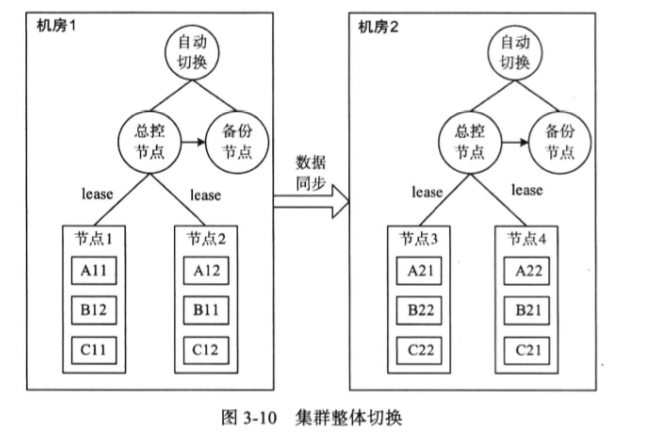 机房1
自动
切换
总控
节点
备份
节点
lease
lease
节点1
A11
B12
C11
节点2
A12
B11
C12
数据
同步
机房2
自动
切换
总控
节点
备份
节点
lease
lease
节点3
A21
B22
C22
节点4
A22
B21
C21
图 3-10 集群整体切换